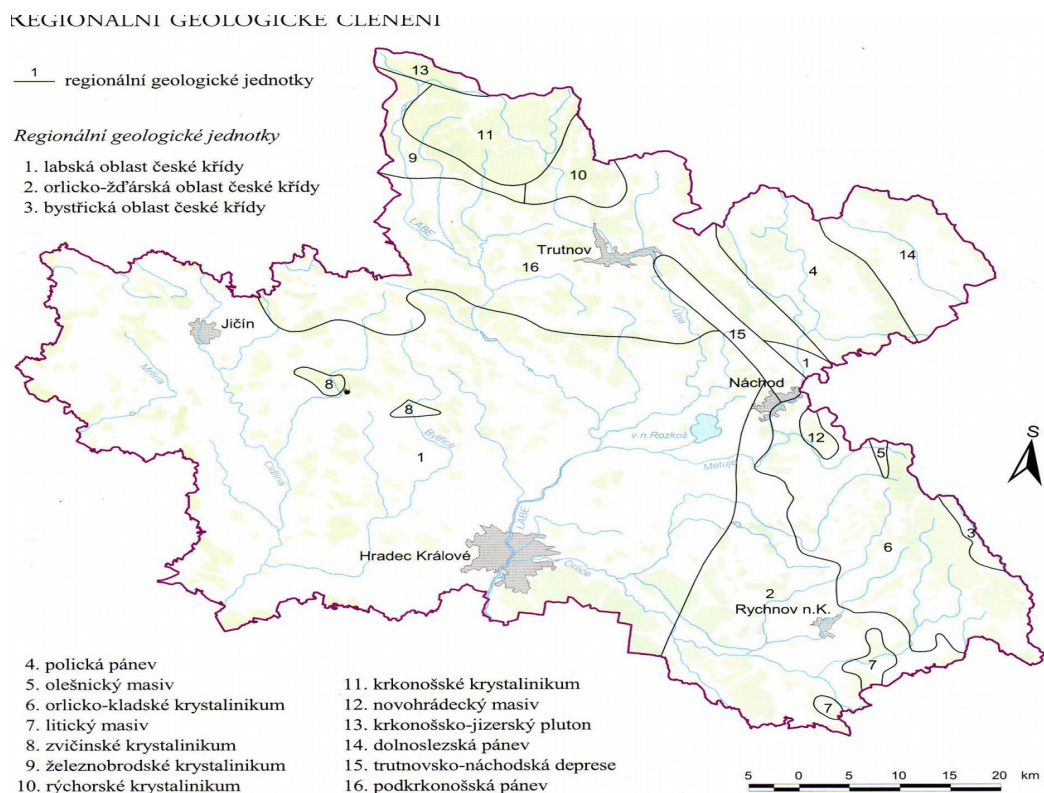 REGIONÁLNÍ GEOLOGICKÉ ČLENĚNÍ
1 regionální geologické jednotky
Regionální geologické jednotky
1. labská oblast české křídy
2. orlicko-žďárská oblast české křídy
3. bystřická oblast české křídy
13
11
9
10
LABE
Trutnov
16
4
14
Úpa
15
1
Jičín
Mrlina
8
8
Náchod
v.n.Rozkoš
12
5
S
Bytřice
1
Metuje
Cidlina
LABE
3
6
Hradec Králové
Orlice
2
Rychnov n.K.
7
7
4. polická pánev
5. olešnický masiv
6. orlicko-kladské krystalinikum
7. litický masiv
8. zvičinské krystalinikum
9. železnobrodské krystalinikum
10. rýchorské krystalinikum
11. krkonošské krystalinikum
12. novohrádecký masiv
13. krkonošsko-jizerský pluton
14. dolnoslezská pánev
15. trutnovsko-náchodská deprese
16. podkrkonošská pánev
5 0 5 10 15 20 km